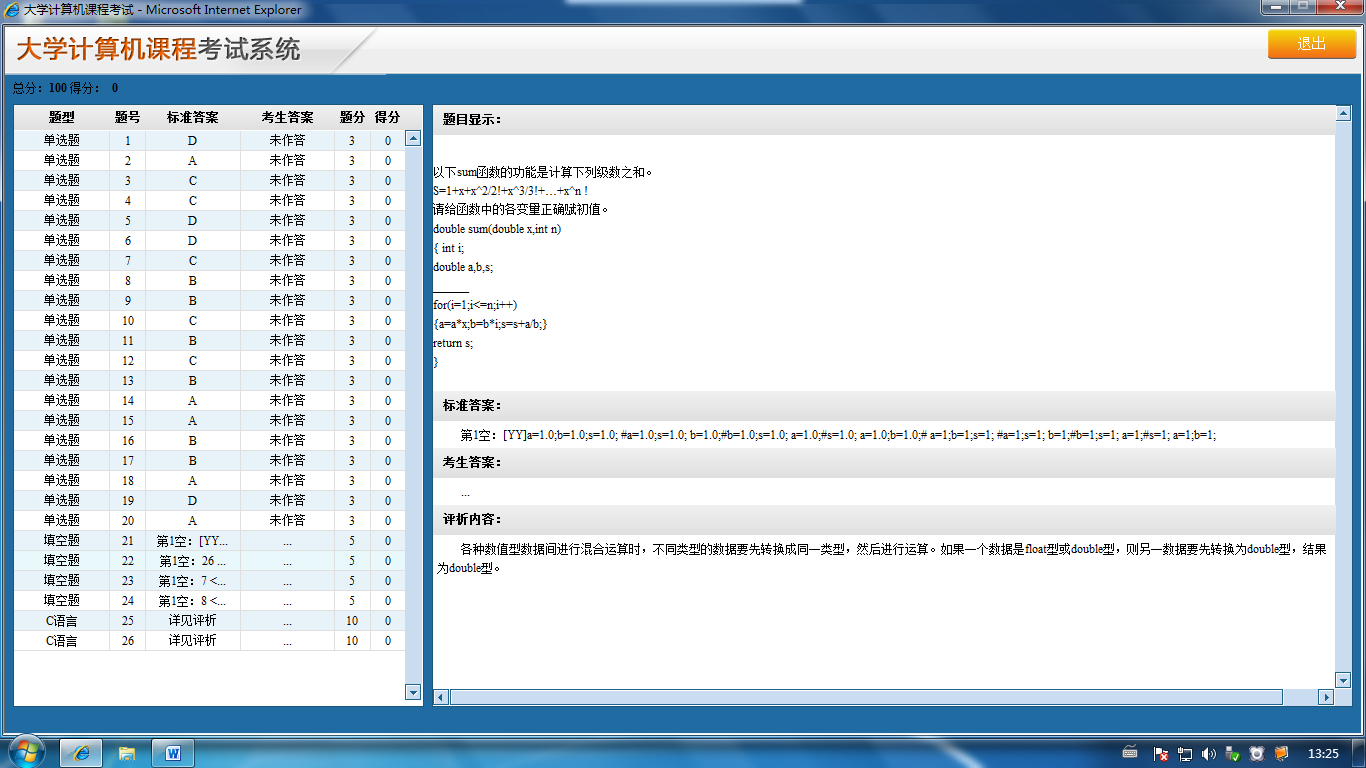 大学计算机课程考试 - Microsoft Internet Explorer
大学计算机课程考试系统
退出
总分：100 得分： 0
题型 题号 标准答案 考生答案 题分 得分
单选题 1 D 未作答 3 0
单选题 2 A 未作答 3 0
单选题 3 C 未作答 3 0
单选题 4 C 未作答 3 0
单选题 5 D 未作答 3 0
单选题 6 D 未作答 3 0
单选题 7 C 未作答 3 0
单选题 8 B 未作答 3 0
单选题 9 B 未作答 3 0
单选题 10 C 未作答 3 0
单选题 11 B 未作答 3 0
单选题 12 C 未作答 3 0
单选题 13 B 未作答 3 0
单选题 14 A 未作答 3 0
单选题 15 A 未作答 3 0
单选题 16 B 未作答 3 0
单选题 17 B 未作答 3 0
单选题 18 A 未作答 3 0
单选题 19 D 未作答 3 0
单选题 20 A 未作答 3 0
填空题 21 第1空：[YY... ... 5 0
填空题 22 第1空：26 ... ... 5 0
填空题 23 第1空：7 <... ... 5 0
填空题 24 第1空：8 <... ... 5 0
C语言 25 详见评析 ... 10 0
C语言 26 详见评析 ... 10 0
题目显示：
以下sum函数的功能是计算下列级数之和。
S=1+x+x^2/2!+x^3/3!+…+x^n !
请给函数中的各变量正确赋初值。
double sum(double x,int n)
{ int i;
double a,b,s;
______
for(i=1;i<=n;i++)
{a=a*x;b=b*i;s=s+a/b;}
return s;
}
标准答案：
第1空：[YY]a=1.0;b=1.0;s=1.0; #a=1.0;s=1.0; b=1.0;#b=1.0;s=1.0; a=1.0;#s=1.0; a=1.0;b=1.0;# a=1;b=1;s=1; #a=1;s=1; b=1;#b=1;s=1; a=1;#s=1; a=1;b=1;
考生答案：
...
评析内容：
各种数值型数据间进行混合运算时，不同类型的数据要先转换成同一类型，然后进行运算。如果一个数据是float型或double型，则另一数据要先转换为double型，结果
为double型。
13:25